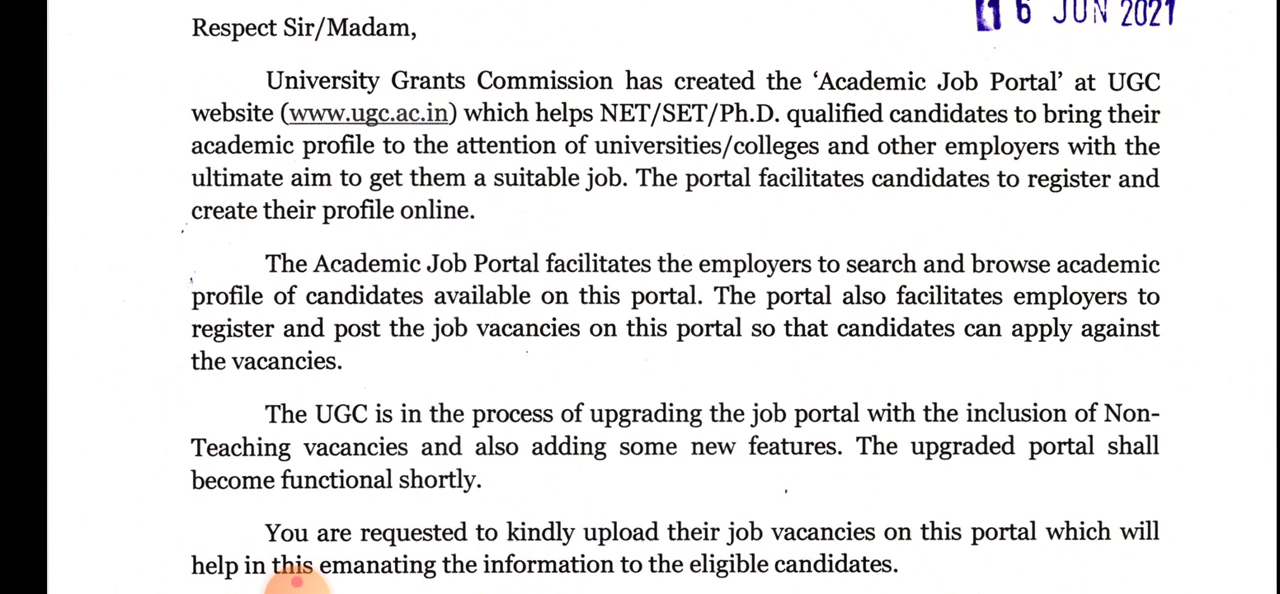 16 JUN 2021
Respect Sir/Madam,
University Grants Commission has created the ‘Academic Job Portal’ at UGC
website (www.ugc.ac.in) which helps NET/SET/Ph.D. qualified candidates to bring their
academic profile to the attention of universities/colleges and other employers with the
ultimate aim to get them a suitable job. The portal facilitates candidates to register and
create their profile online.
The Academic Job Portal facilitates the employers to search and browse academic
profile of candidates available on this portal. The portal also facilitates employers to
register and post the job vacancies on this portal so that candidates can apply against
the vacancies.
The UGC is in the process of upgrading the job portal with the inclusion of Non-
Teaching vacancies and also adding some new features. The upgraded portal shall
become functional shortly.
You are requested to kindly upload their job vacancies on this portal which will
help in this emanating the information to the eligible candidates.